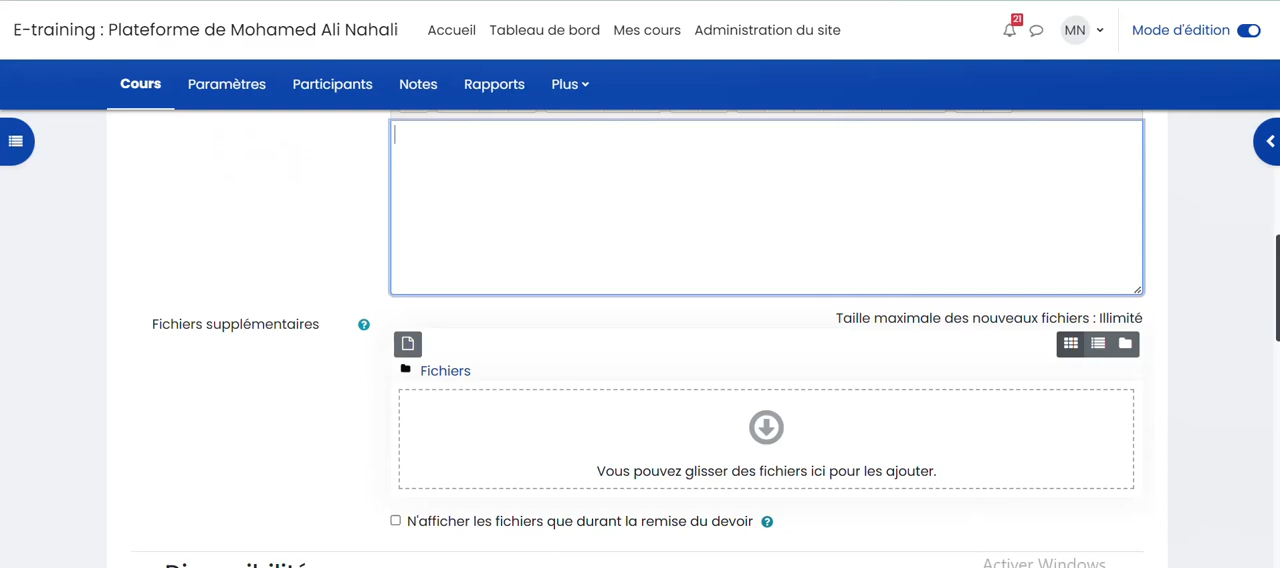 E-training : Plateforme de Mohamed Ali Nahali Accueil Tableau de bord Mes cours Administration du site 21 MN Mode d'édition
Cours Paramètres Participants Notes Rapports Plus
Fichiers supplémentaires ? Taille maximale des nouveaux fichiers : Illimité
Fichiers
Vous pouvez glisser des fichiers ici pour les ajouter.
N'afficher les fichiers que durant la remise du devoir ?
Disponibilité
Activer Windows